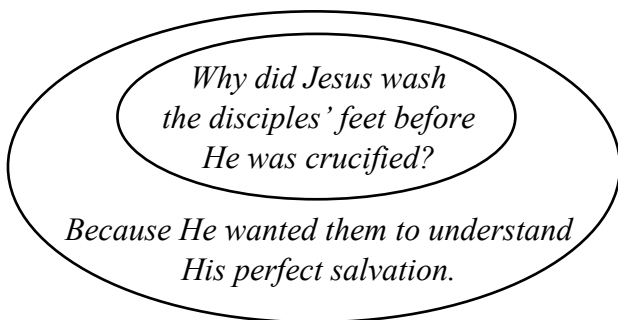 Why did Jesus wash
the disciples’ feet before
He was crucified?
Because He wanted them to understand
His perfect salvation.